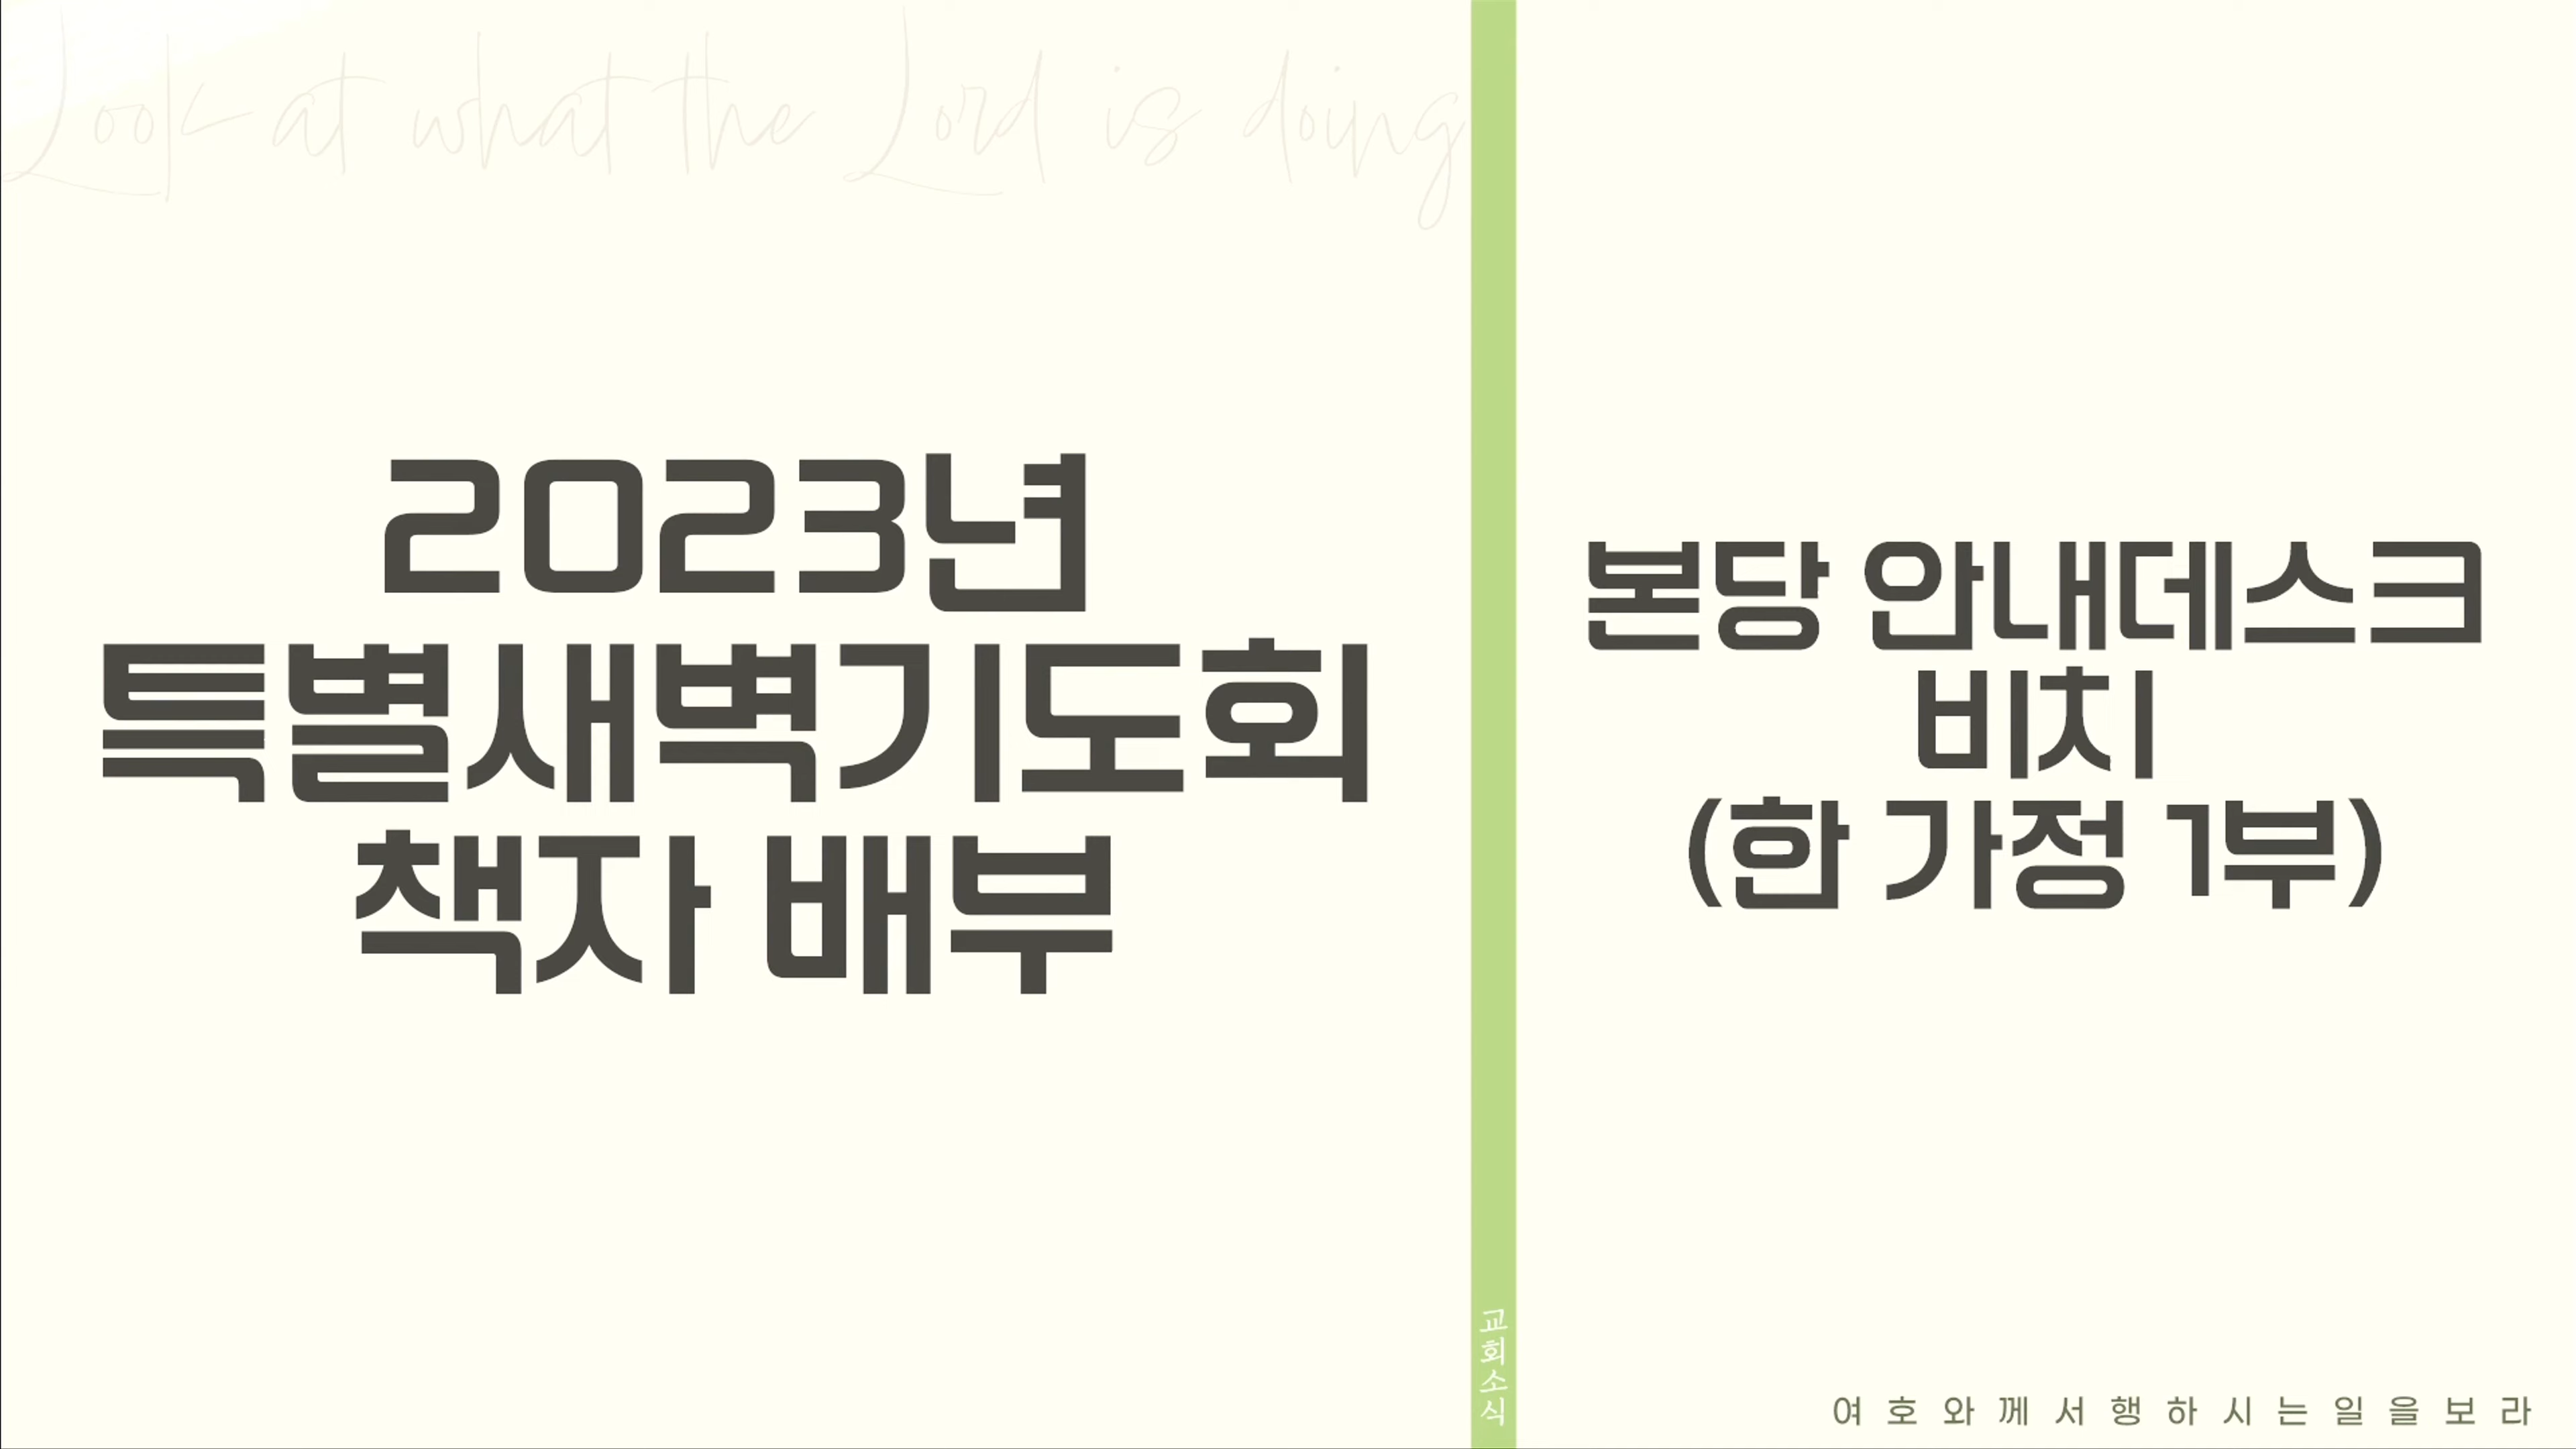 Look at what the Lord is doing
2023년
특별새벽기도회
책자 배부
본당 안내데스크
비치
(한 가정 1부)
교회소식
여호와께서행하시는일을보라